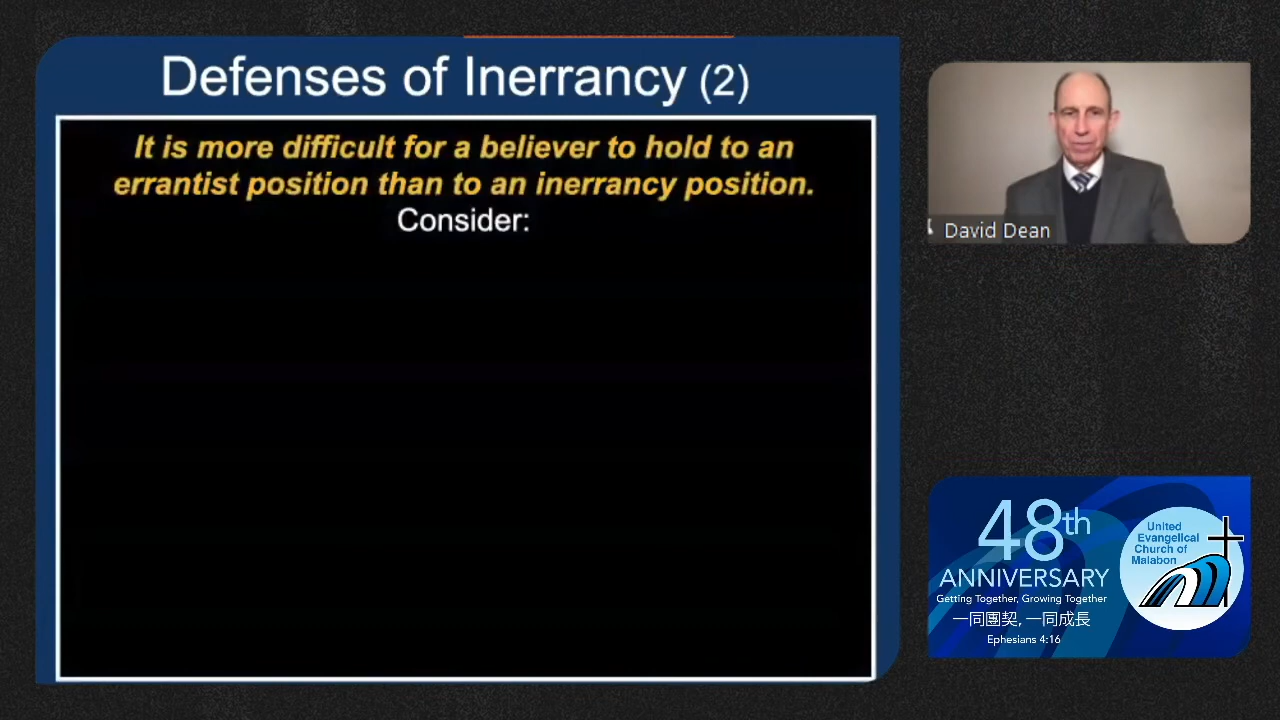 Defenses of Inerrancy (2)
It is more difficult for a believer to hold to an
errantist position than to an inerrancy position.
Consider:
David Dean
48th
ANNIVERSARY
Getting Together, Growing Together
一同團契, 一同成長
Ephesians 4:16
United
Evangelical
Church of
Malabon